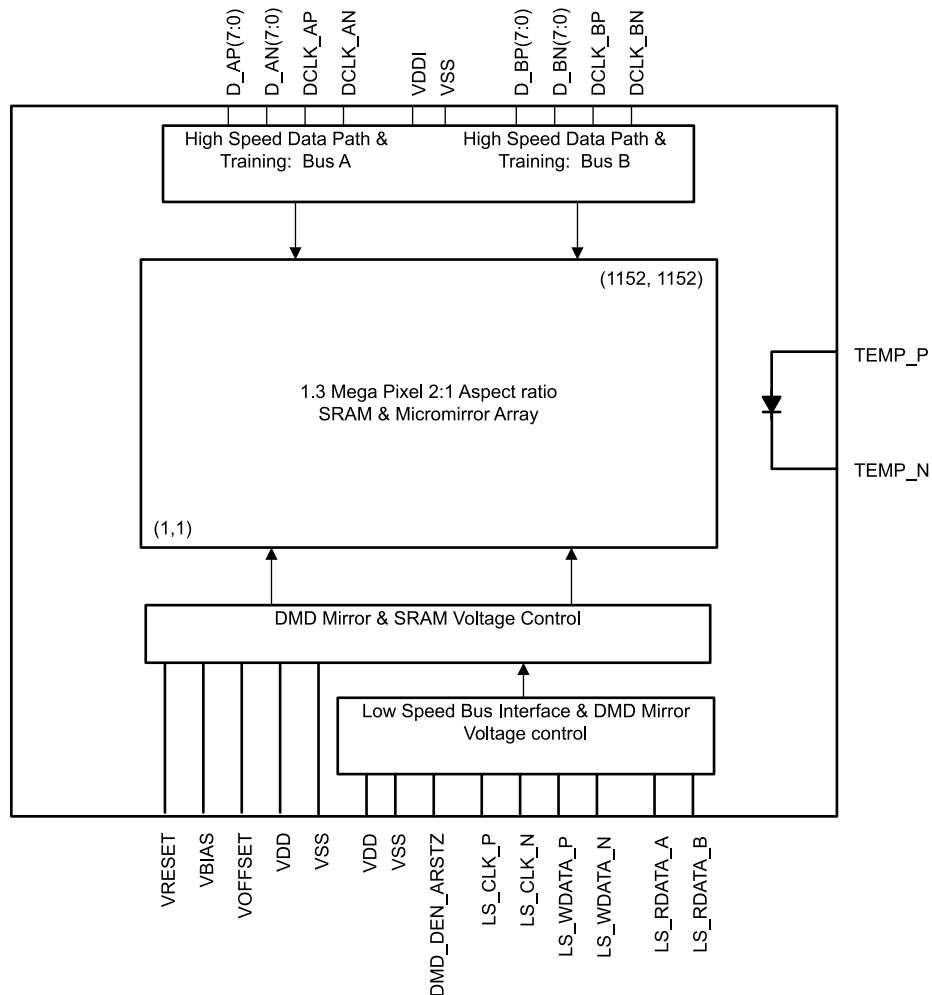 D_AP(7:0)
D_AN(7:0)
DCLK_AP
DCLK_AN
VDDI
VSS
D_BP(7:0)
D_BN(7:0)
DCLK_BP
DCLK_BN
High Speed Data Path &
Training: Bus A
High Speed Data Path &
Training: Bus B
(1152, 1152)
1.3 Mega Pixel 2:1 Aspect ratio
SRAM & Micromirror Array
(1,1)
TEMP_P
TEMP_N
DMD Mirror & SRAM Voltage Control
Low Speed Bus Interface & DMD Mirror
Voltage control
VRESET
VBIAS
VOFFSET
VDD
VSS
VDD
VSS
DMD_DEN_ARSTZ
LS_CLK_P
LS_CLK_N
LS_WDATA_P
LS_WDATA_N
LS_RDATA_A
LS_RDATA_B